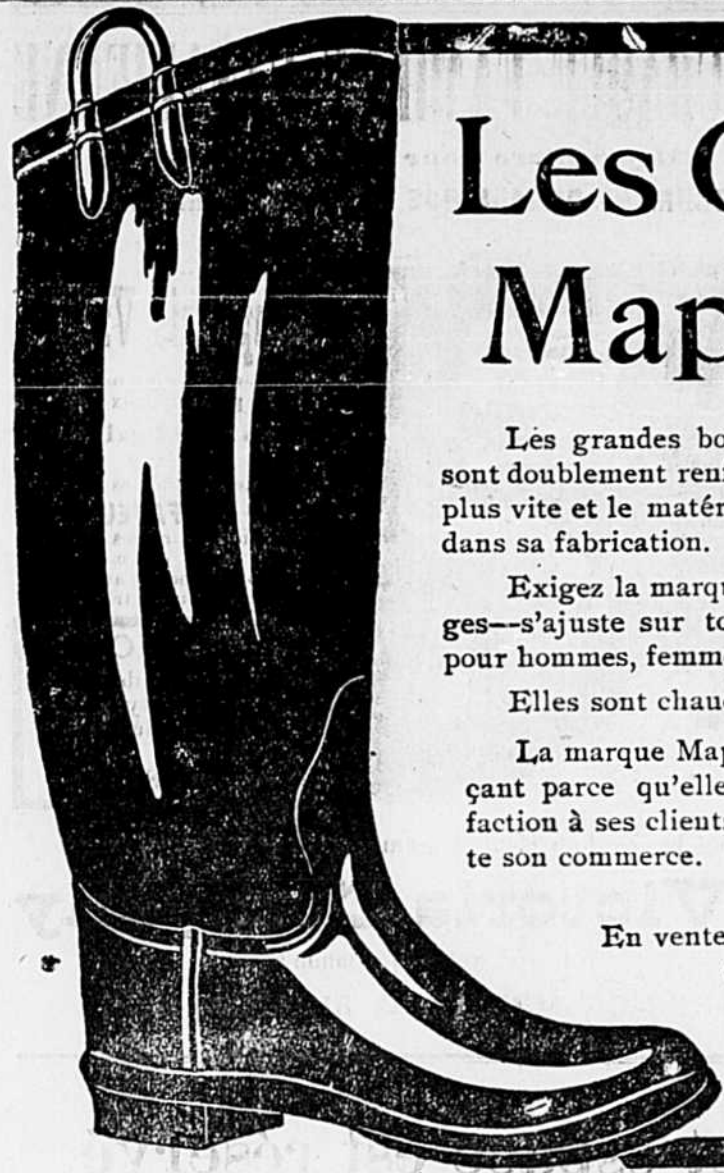 Les
Map
Les grandes bo
sont doublement ren
plus vite et le matér
dans sa fabrication.
Exigez la marqu
ges--s'ajuste sur to
pour hommes, femm
Elles sont chau
La marque Map
çant parce qu'elle
faction à ses client
te son commerce.
En vente